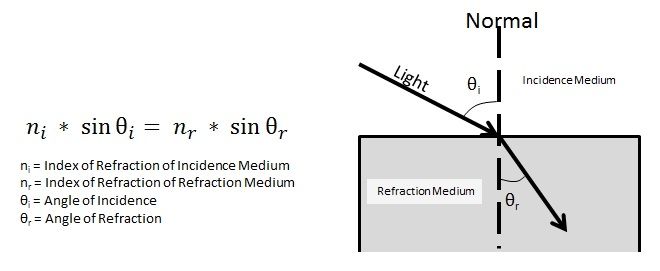 Normal
Light
θi
Incidence Medium
ni * sin θi = nr * sin θr
ni = Index of Refraction of Incidence Medium
nr = Index of Refraction of Refraction Medium
θi = Angle of Incidence
θr = Angle of Refraction
Refraction Medium
θr